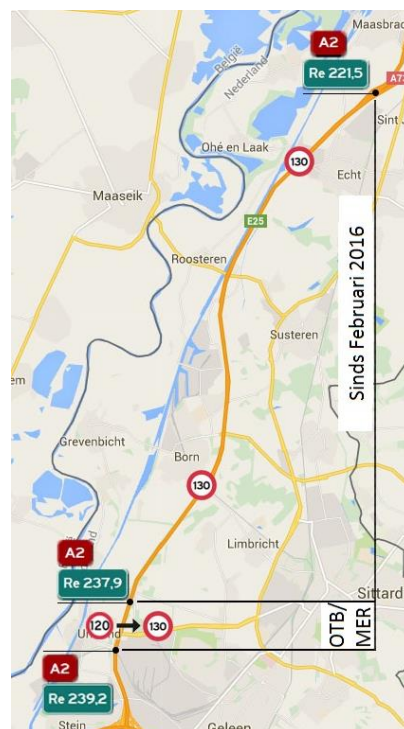 Maasbrac
A2
België
Nederland
Re 221,5
A73
Sint J
Ohé en Laak
130
Echt
Maaseik
E25
Roosteren
Sinds Februari 2016
Susteren
Grevenbicht
Born
130
Limbricht
A2
Re 237,9
Sittard
120
130
OTB/
MER
A2
Re 239,2
Stein
Geleen